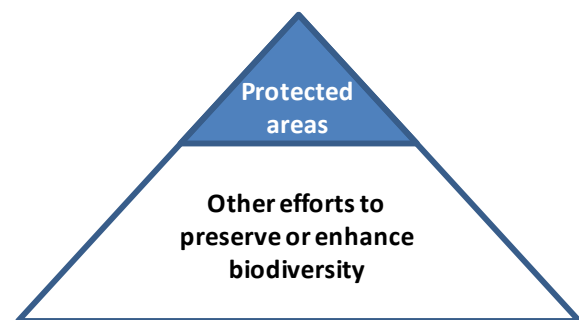 Protected
areas
Other efforts to
preserve or enhance
biodiversity